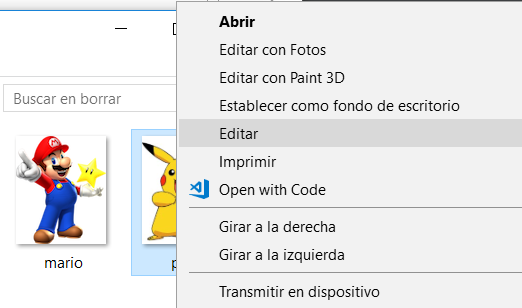 Abrir
Editar con Fotos
Editar con Paint 3D
Buscar en borrar
Establecer como fondo de escritorio
Editar
Imprimir
Open with Code
Girar a la derecha
Girar a la izquierda
mario
Transmitir en dispositivo